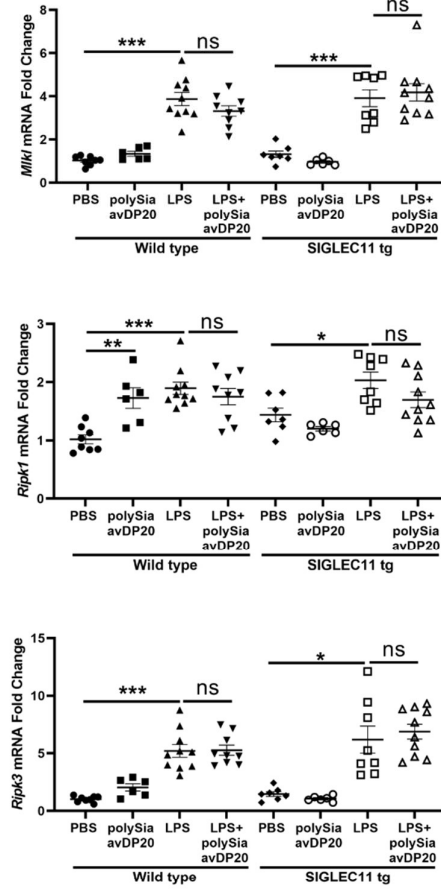 ns
*** ns ***
Mlkl mRNA Fold Change
8
6
4
2
0
PBS polySia avDP20 LPS LPS+ polySia avDP20 PBS polySia avDP20 LPS LPS+ polySia avDP20
Wild type SIGLEC11 tg
*** ns * ns
**
Ripk1 mRNA Fold Change
3
2
1
0
PBS polySia avDP20 LPS LPS+ polySia avDP20 PBS polySia avDP20 LPS LPS+ polySia avDP20
Wild type SIGLEC11 tg
*** ns * ns
Ripk3 mRNA Fold Change
15
10
5
0
PBS polySia avDP20 LPS LPS+ polySia avDP20 PBS polySia avDP20 LPS LPS+ polySia avDP20
Wild type SIGLEC11 tg